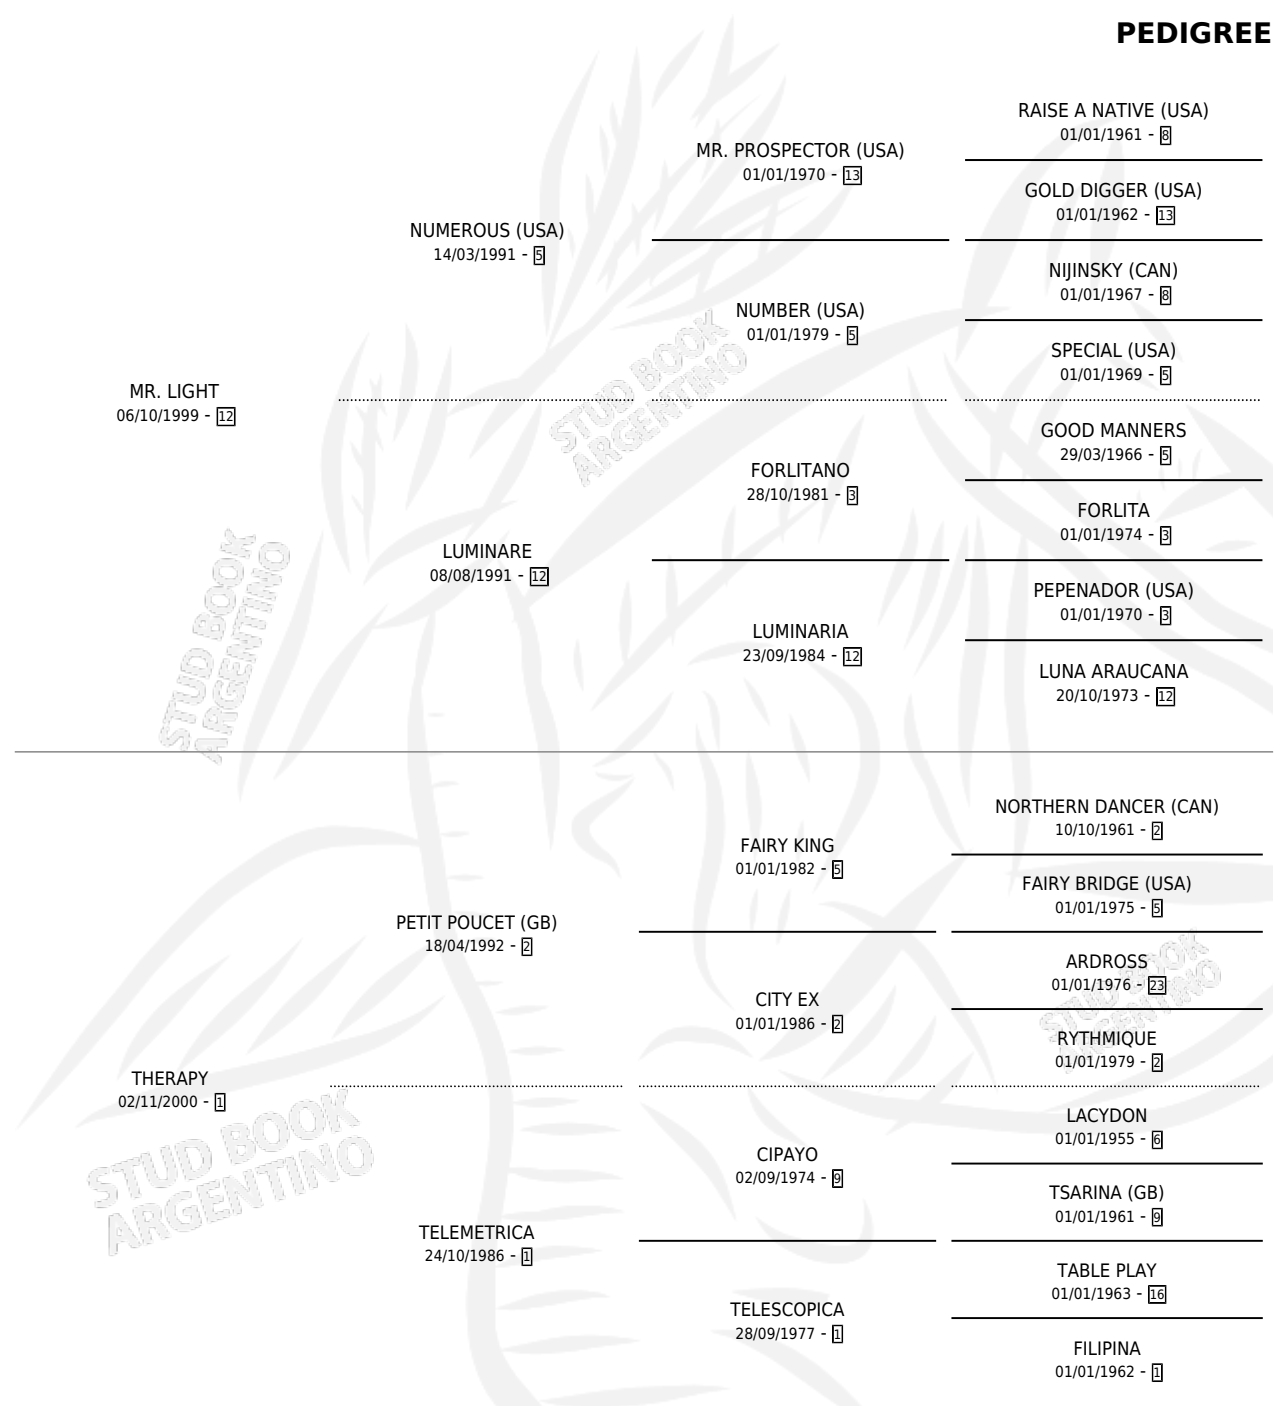 PEDIGREE
RAISE A NATIVE (USA)
01/01/1961 - 8
MR. PROSPECTOR (USA)
01/01/1970 - 13
GOLD DIGGER (USA)
01/01/1962 - 13
NUMEROUS (USA)
14/03/1991 - 5
NIJINSKY (CAN)
01/01/1967 - 8
NUMBER (USA)
01/01/1979 - 5
SPECIAL (USA)
01/01/1969 - 5
MR. LIGHT
06/10/1999 - 12
GOOD MANNERS
29/03/1966 - 5
FORLITANO
28/10/1981 - 3
FORLITA
01/01/1974 - 3
LUMINARE
08/08/1991 - 12
PEPENADOR (USA)
01/01/1970 - 3
LUMINARIA
23/09/1984 - 12
LUNA ARAUCANA
20/10/1973 - 12
NORTHERN DANCER (CAN)
10/10/1961 - 2
FAIRY KING
01/01/1982 - 5
FAIRY BRIDGE (USA)
01/01/1975 - 5
PETIT POUCET (GB)
18/04/1992 - 2
ARDROSS
01/01/1976 - 23
CITY EX
01/01/1986 - 2
RYTHMIQUE
01/01/1979 - 2
THERAPY
02/11/2000 - 1
LACYDON
01/01/1955 - 6
CIPAYO
02/09/1974 - 9
TSARINA (GB)
01/01/1961 - 9
TELEMETRICA
24/10/1986 - 1
TABLE PLAY
01/01/1963 - 16
TELESCOPICA
28/09/1977 - 1
FILIPINA
01/01/1962 - 1
STUD BOOK
ARGENTINO
STUD BOOK
ARGENTINO
STUD BOOK
ARGENTINO
STUD BOOK
ARGENTINO